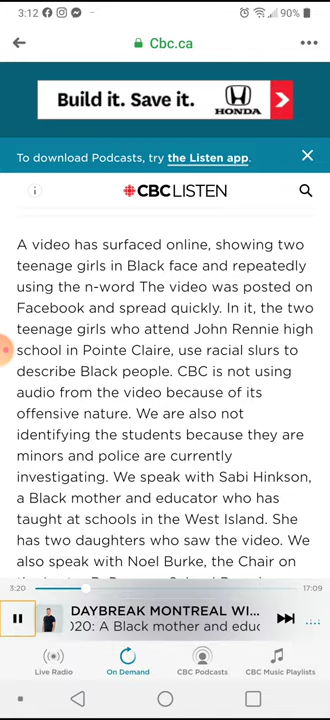 3:12
90%
Cbc.ca
Build it. Save it.
HONDA
To download Podcasts, try the Listen app.
CBC LISTEN
A video has surfaced online, showing two
teenage girls in Black face and repeatedly
using the n-word The video was posted on
Facebook and spread quickly. In it, the two
teenage girls who attend John Rennie high
school in Pointe Claire, use racial slurs to
describe Black people. CBC is not using
audio from the video because of its
offensive nature. We are also not
identifying the students because they are
minors and police are currently
investigating. We speak with Sabi Hinkson,
a Black mother and educator who has
taught at schools in the West Island. She
has two daughters who saw the video. We
also speak with Noel Burke, the Chair on
3:20
17:09
DAYBREAK MONTREAL WI...
020: A Black mother and educ
Live Radio
On Demand
CBC Podcasts
CBC Music Playlists